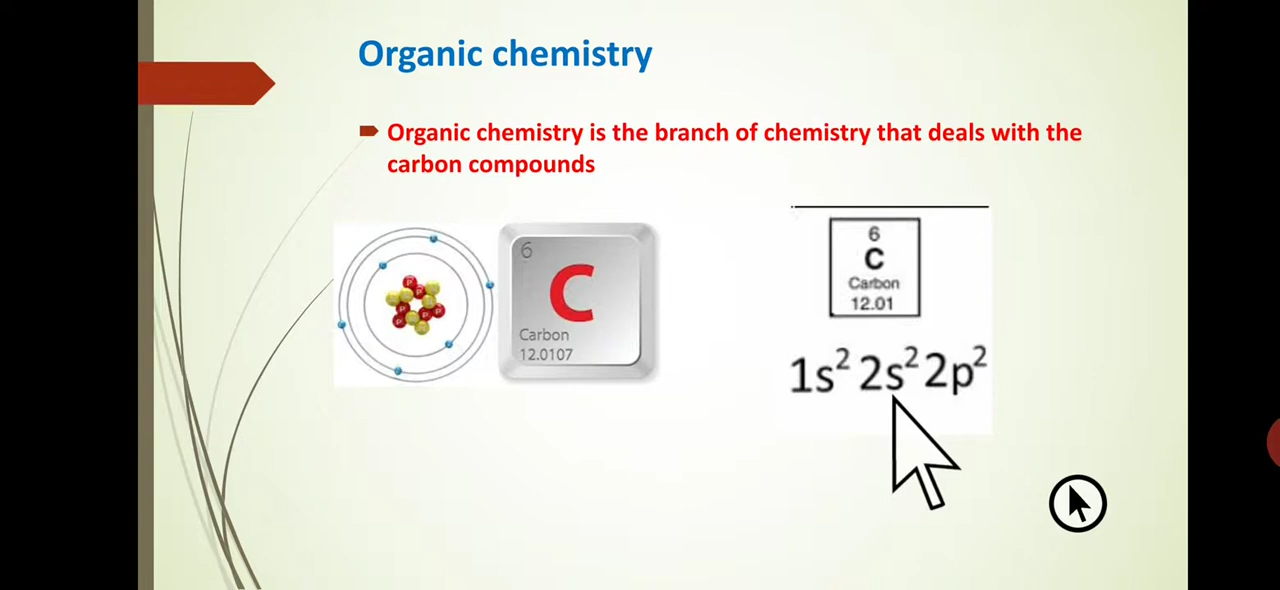 Organic chemistry
Organic chemistry is the branch of chemistry that deals with the
carbon compounds
6
C
Carbon
12.0107
6
C
Carbon
12.01
1s² 2s² 2p²